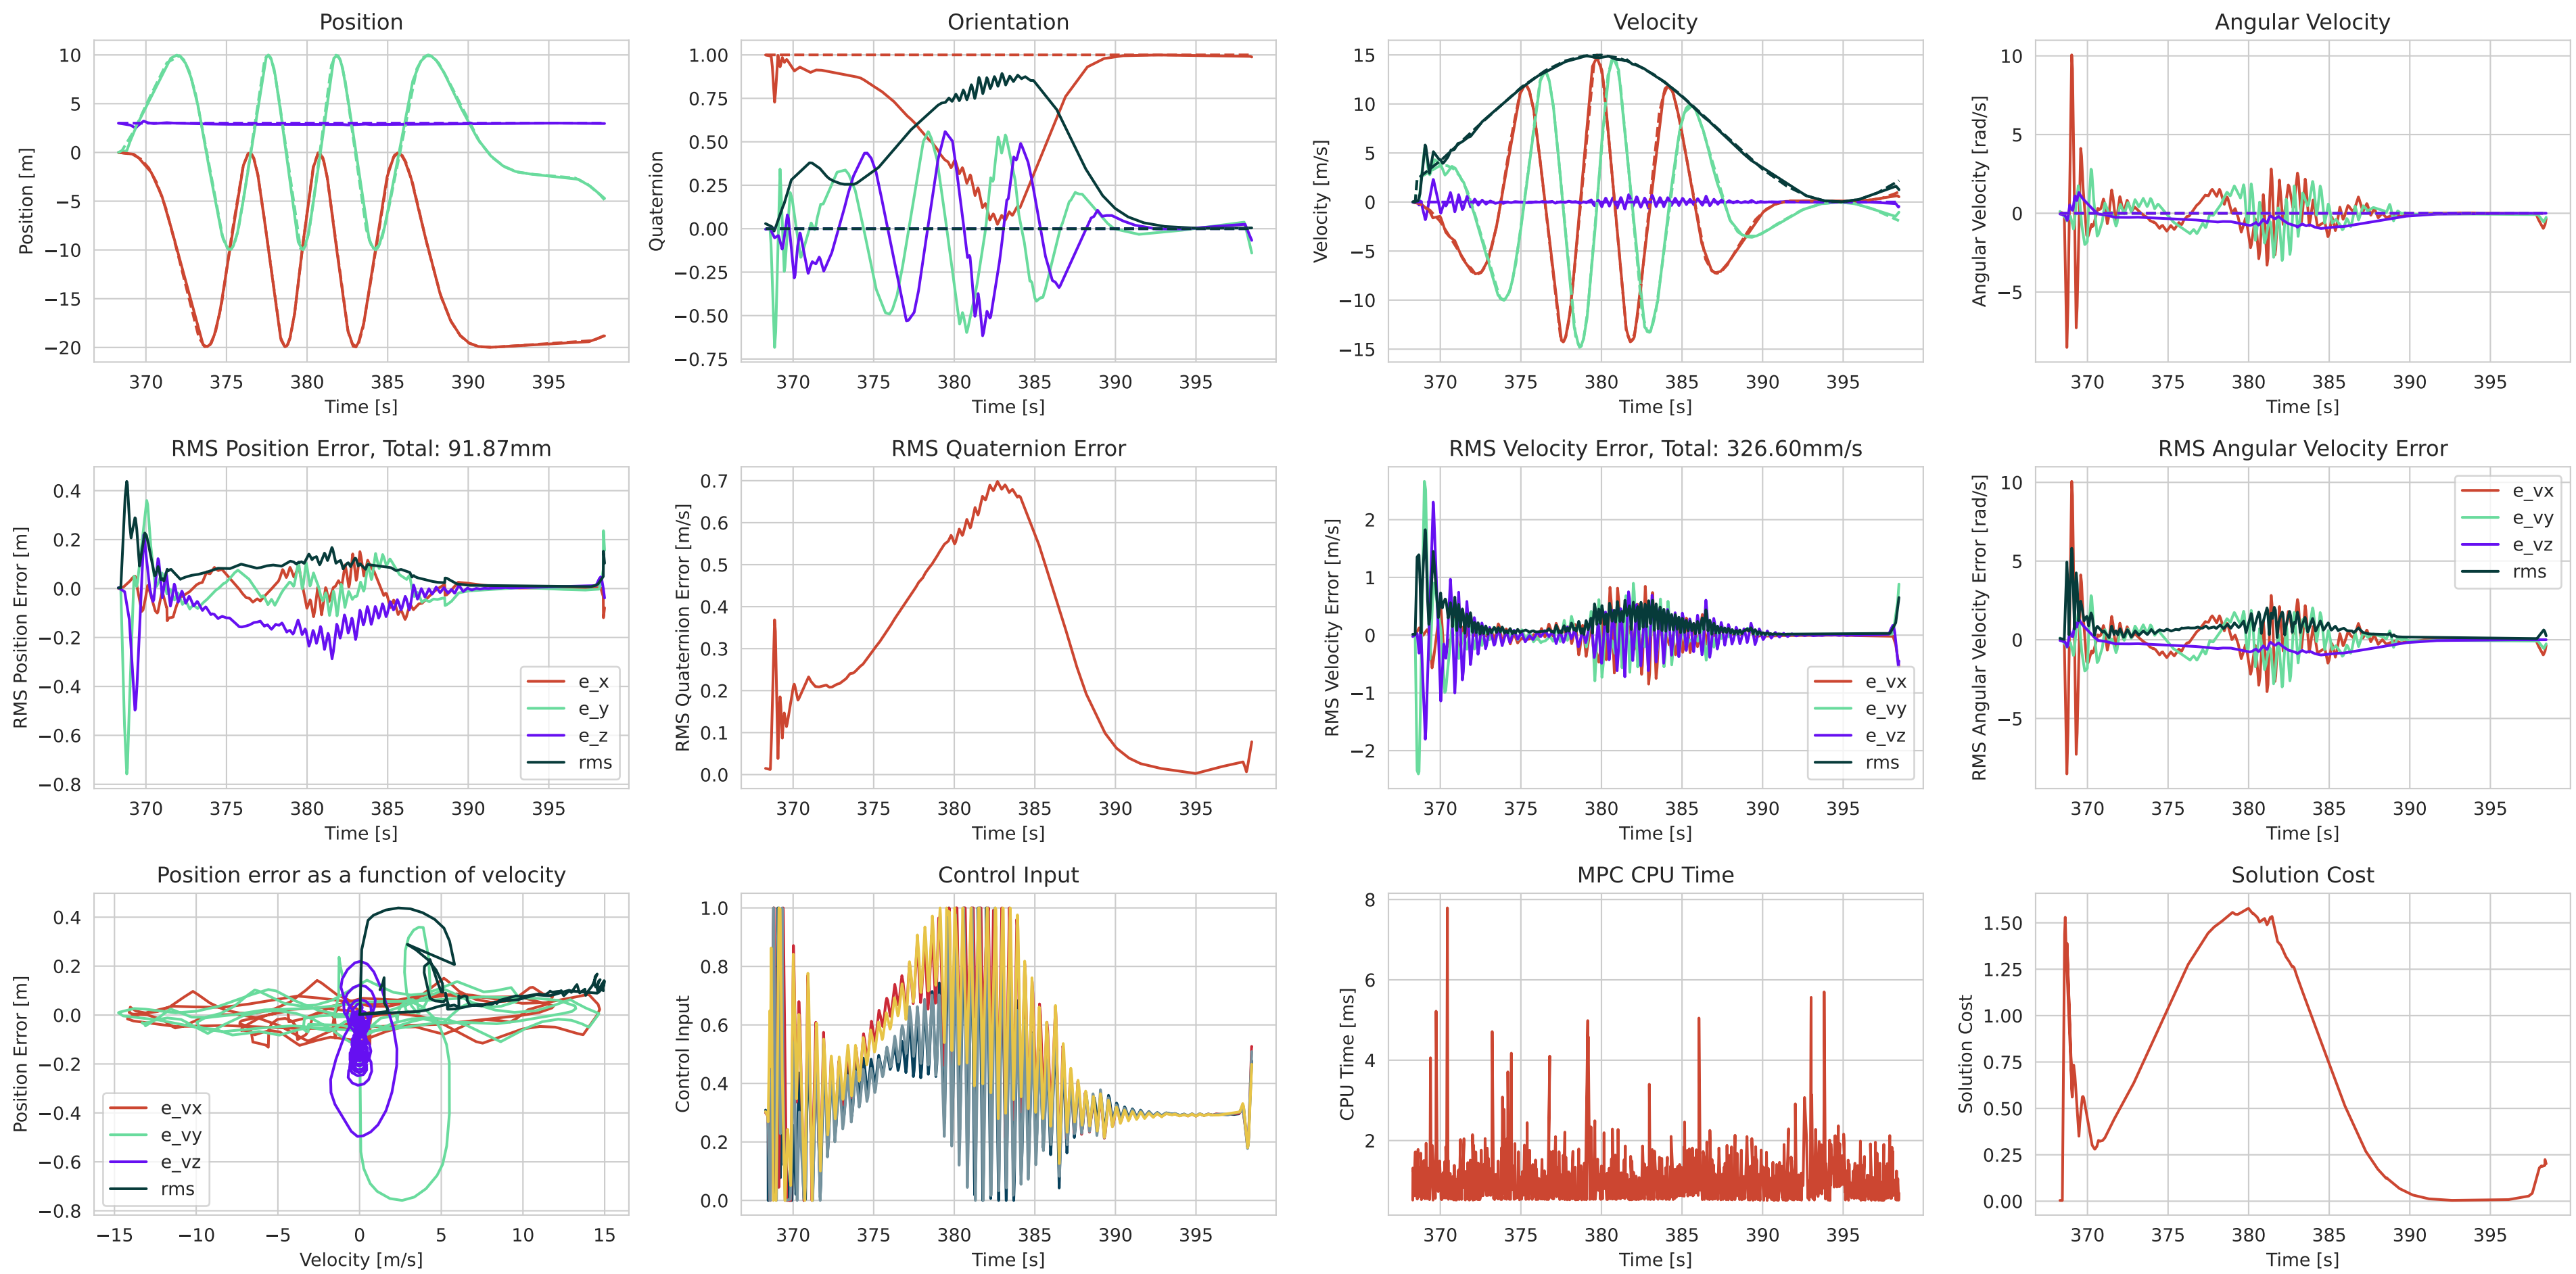 Position
Position [m]
10
5
0
−5
−10
−15
−20
370 375 380 385 390 395
Time [s]
Orientation
Quaternion
1.00
0.75
0.50
0.25
0.00
−0.25
−0.50
−0.75
370 375 380 385 390 395
Time [s]
Velocity
Velocity [m/s]
15
10
5
0
−5
−10
−15
370 375 380 385 390 395
Time [s]
Angular Velocity
Angular Velocity [rad/s]
10
5
0
−5
370 375 380 385 390 395
Time [s]
RMS Position Error, Total: 91.87mm
RMS Position Error [m]
0.4
0.2
0.0
−0.2
−0.4
−0.6
−0.8
e_x
e_y
e_z
rms
370 375 380 385 390 395
Time [s]
RMS Quaternion Error
RMS Quaternion Error [m/s]
0.7
0.6
0.5
0.4
0.3
0.2
0.1
0.0
370 375 380 385 390 395
Time [s]
RMS Velocity Error, Total: 326.60mm/s
RMS Velocity Error [m/s]
2
1
0
−1
−2
e_vx
e_vy
e_vz
rms
370 375 380 385 390 395
Time [s]
RMS Angular Velocity Error
RMS Angular Velocity Error [rad/s]
10
5
0
−5
e_vx
e_vy
e_vz
rms
370 375 380 385 390 395
Time [s]
Position error as a function of velocity
Position Error [m]
0.4
0.2
0.0
−0.2
−0.4
−0.6
−0.8
e_vx
e_vy
e_vz
rms
−15 −10 −5 0 5 10 15
Velocity [m/s]
Control Input
Control Input
1.0
0.8
0.6
0.4
0.2
0.0
370 375 380 385 390 395
Time [s]
MPC CPU Time
CPU Time [ms]
8
6
4
2
370 375 380 385 390 395
Time [s]
Solution Cost
Solution Cost
1.50
1.25
1.00
0.75
0.50
0.25
0.00
370 375 380 385 390 395
Time [s]